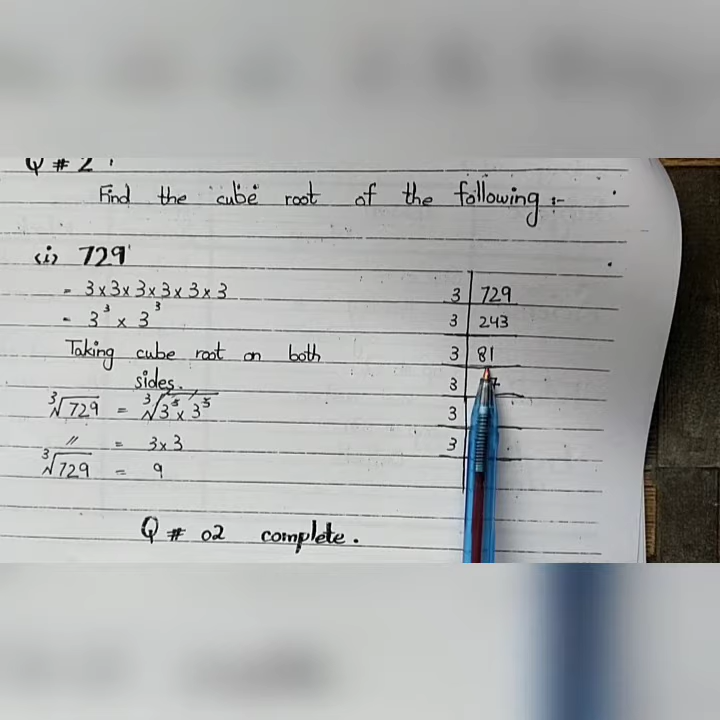 Q # 2 :
Find the cube root of the following :-
(i) 729
= 3 x 3 x 3 x 3 x 3 x 3
= 3³ x 3³
Taking cube root on both
sides.
∛729 = ∛3³ x 3³
〃 = 3 x 3
∛729 = 9
3 | 729
3 | 243
3 | 81
3 | 7
3 |
3 |
Q # 02 complete.